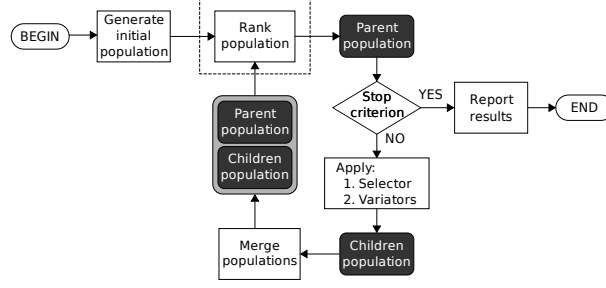 BEGIN
Generate
initial
population
Rank
population
Parent
population
Stop
criterion
YES
Report
results
END
NO
Apply:
1. Selector
2. Variators
Children
population
Merge
populations
Parent
population
Children
population